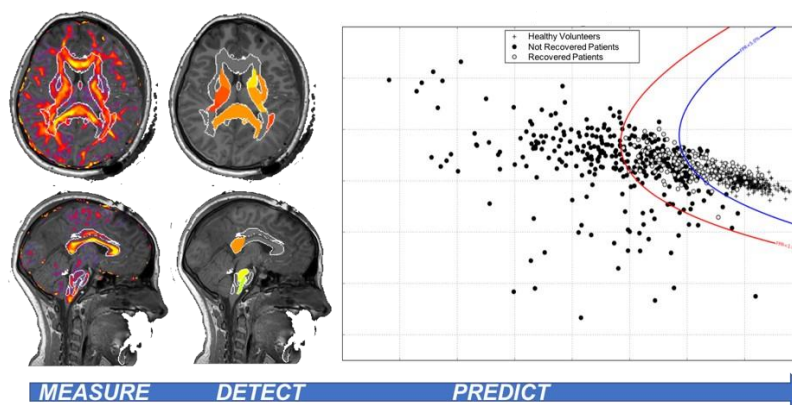 + Healthy Volunteers
● Not Recovered Patients
○ Recovered Patients
MEASURE DETECT PREDICT